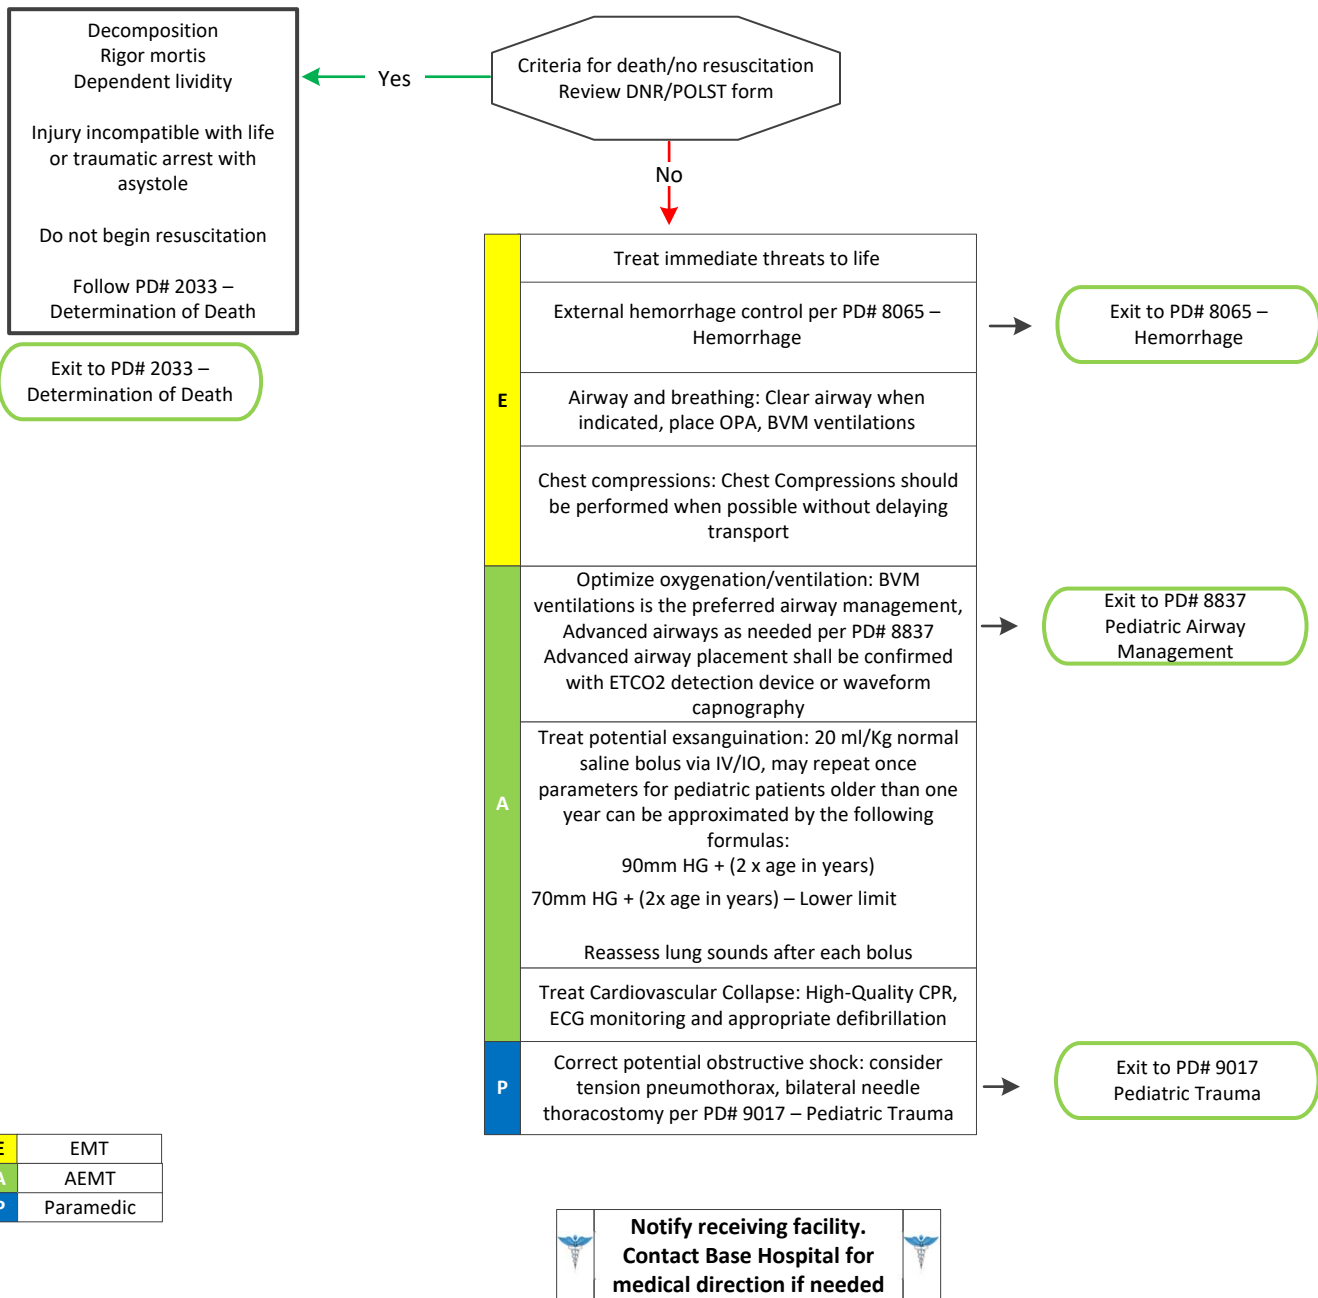 Decomposition
Rigor mortis
Dependent lividity
Injury incompatible with life
or traumatic arrest with
asystole
Do not begin resuscitation
Follow PD# 2033 –
Determination of Death
Yes
Criteria for death/no resuscitation
Review DNR/POLST form
No
Exit to PD# 2033 –
Determination of Death
E
Treat immediate threats to life
External hemorrhage control per PD# 8065 –
Hemorrhage
Exit to PD# 8065 –
Hemorrhage
Airway and breathing: Clear airway when
indicated, place OPA, BVM ventilations
Chest compressions: Chest Compressions should
be performed when possible without delaying
transport
A
Optimize oxygenation/ventilation: BVM
ventilations is the preferred airway management,
Advanced airways as needed per PD# 8837
Advanced airway placement shall be confirmed
with ETCO2 detection device or waveform
capnography
Exit to PD# 8837
Pediatric Airway
Management
Treat potential exsanguination: 20 ml/Kg normal
saline bolus via IV/IO, may repeat once
parameters for pediatric patients older than one
year can be approximated by the following
formulas:
90mm HG + (2 x age in years)
70mm HG + (2x age in years) – Lower limit
Reassess lung sounds after each bolus
Treat Cardiovascular Collapse: High-Quality CPR,
ECG monitoring and appropriate defibrillation
P
Correct potential obstructive shock: consider
tension pneumothorax, bilateral needle
thoracostomy per PD# 9017 – Pediatric Trauma
Exit to PD# 9017
Pediatric Trauma
E EMT
A AEMT
P Paramedic
Notify receiving facility.
Contact Base Hospital for
medical direction if needed